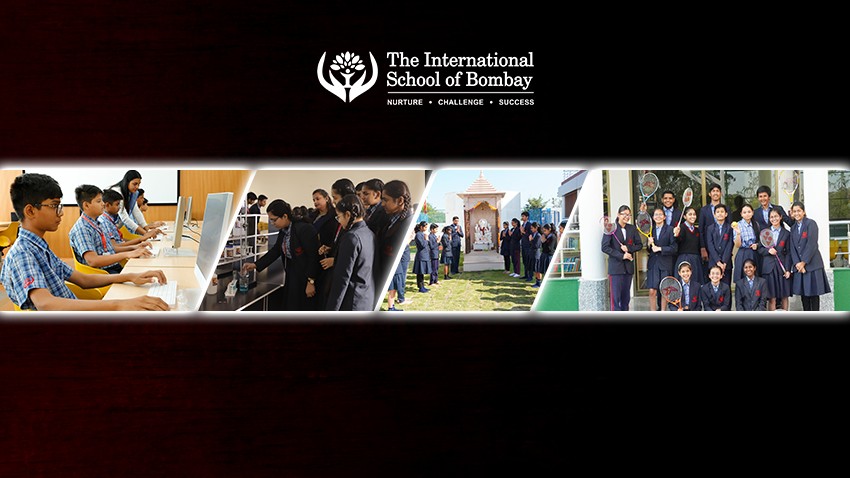 The International
School of Bombay
NURTURE • CHALLENGE • SUCCESS